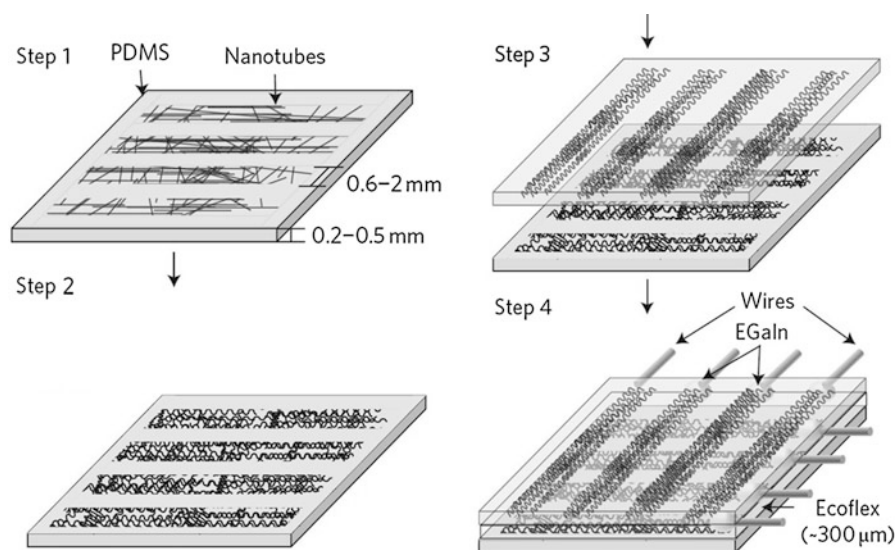 Step 1
PDMS
Nanotubes
0.6–2 mm
0.2–0.5 mm
Step 2
Step 3
Step 4
Wires
EGaIn
Ecoflex
(~300 μm)